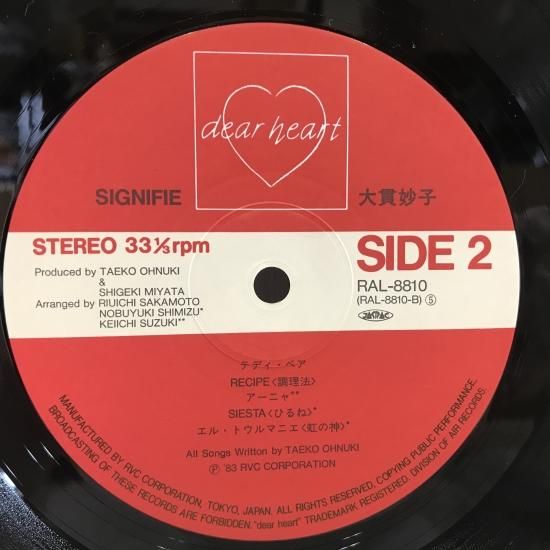 dear heart
SIGNIFIE 大貫妙子
STEREO 33⅓rpm
SIDE 2
Produced by TAEKO OHNUKI
&
SHIGEKI MIYATA
Arranged by RIUICHI SAKAMOTO
NOBUYUKI SHIMIZU*
KEIICHI SUZUKI**
RAL-8810
(RAL-8810-B) Ⓢ
JASRAC
テディ・ベア
RECIPE〈調理法〉
アーニャ**
SIESTA〈ひるね〉*
エル・トゥルマニエ〈虹の神〉*
All Songs Writton by TAEKO OHNUKI
Ⓟ '83 RVC CORPORATION
MANUFACTURED BY RVC CORPORATION, TOKYO, JAPAN. ALL RIGHTS RESERVED, COPYING PUBLIC PERFORMANCE,
BROADCASTING OF THESE RECORDS ARE FORBIDDEN. "dear heart" TRADEMARK REGISTERED. DIVISION OF AIR RECORDS.